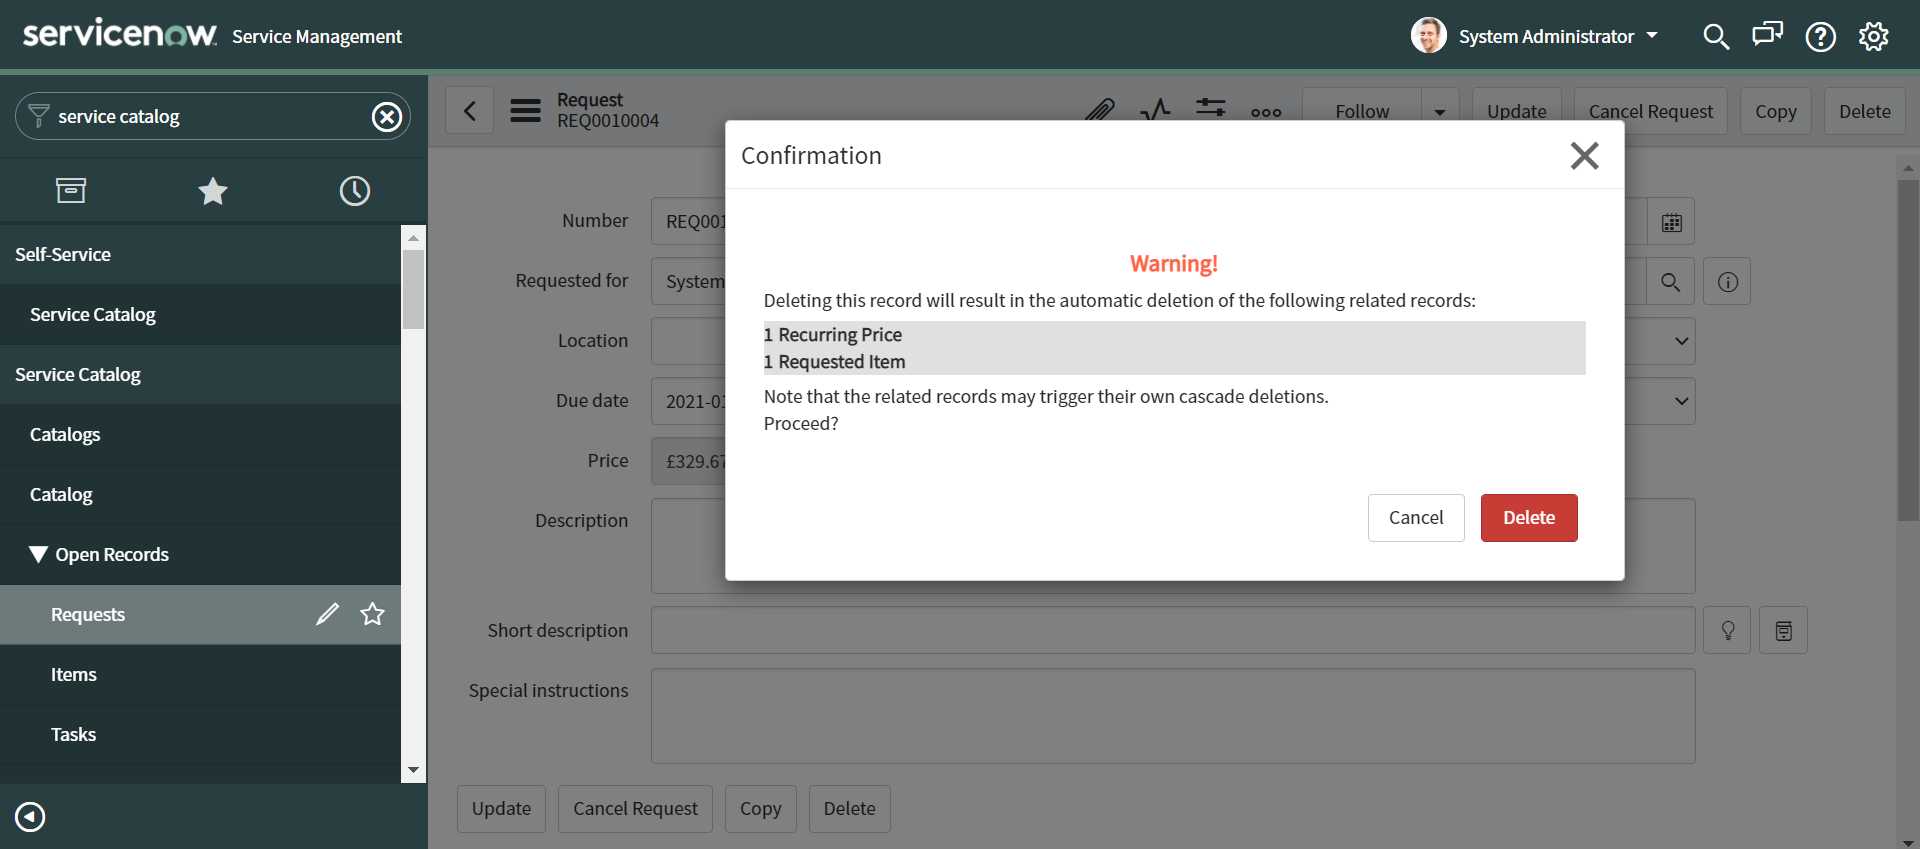 servicenow Service Management
System Administrator
service catalog
Self-Service
Service Catalog
Service Catalog
Catalogs
Catalog
Open Records
Requests
Items
Tasks
Request
REQ0010004
Follow
Update
Cancel Request
Copy
Delete
Confirmation
Warning!
Deleting this record will result in the automatic deletion of the following related records:
1 Recurring Price
1 Requested Item
Note that the related records may trigger their own cascade deletions.
Proceed?
Cancel
Delete
Number
REQ001
Requested for
System
Location
Due date
2021-01
Price
£329.67
Description
Short description
Special instructions
Update
Cancel Request
Copy
Delete